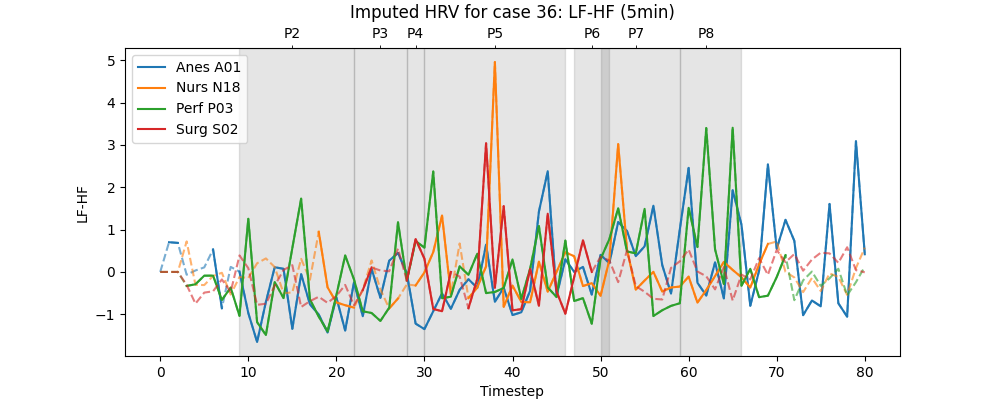 Imputed HRV for case 36: LF-HF (5min)
P2 P3 P4 P5 P6 P7 P8
Anes A01
Nurs N18
Perf P03
Surg S02
LF-HF
5
4
3
2
1
0
−1
0 10 20 30 40 50 60 70 80
Timestep